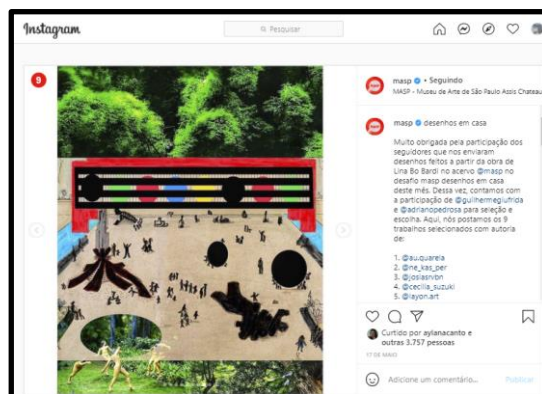 Instagram
Pesquisar
9
masp • Seguindo
MASP - Museu de Arte de São Paulo Assis Chateau
masp desenhos em casa
Muito obrigada pela participação dos
seguidores que nos enviaram
desenhos feitos a partir da obra de
Lina Bo Bardi no acervo @masp no
desafio masp desenhos em casa
deste mês. Dessa vez, contamos com
a participação de @guilhermegiufrida
e @adrianopedrosa para seleção e
escolha. Aqui, nós postamos os 9
trabalhos selecionados com autoria
de:
1. @au.quarela
2. @ne_kas_per
3. @josiasrvbn
4. @cecilia_suzuki
5. @layon.art
Curtido por aylanacanto e
outras 3.757 pessoas
17 DE MAIO
Adicione um comentário... Publicar